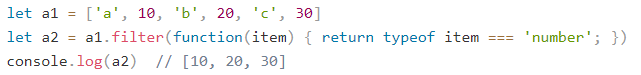 let a1 = ['a', 10, 'b', 20, 'c', 30]
let a2 = a1.filter(function(item) { return typeof item === 'number'; })
console.log(a2)  // [10, 20, 30]